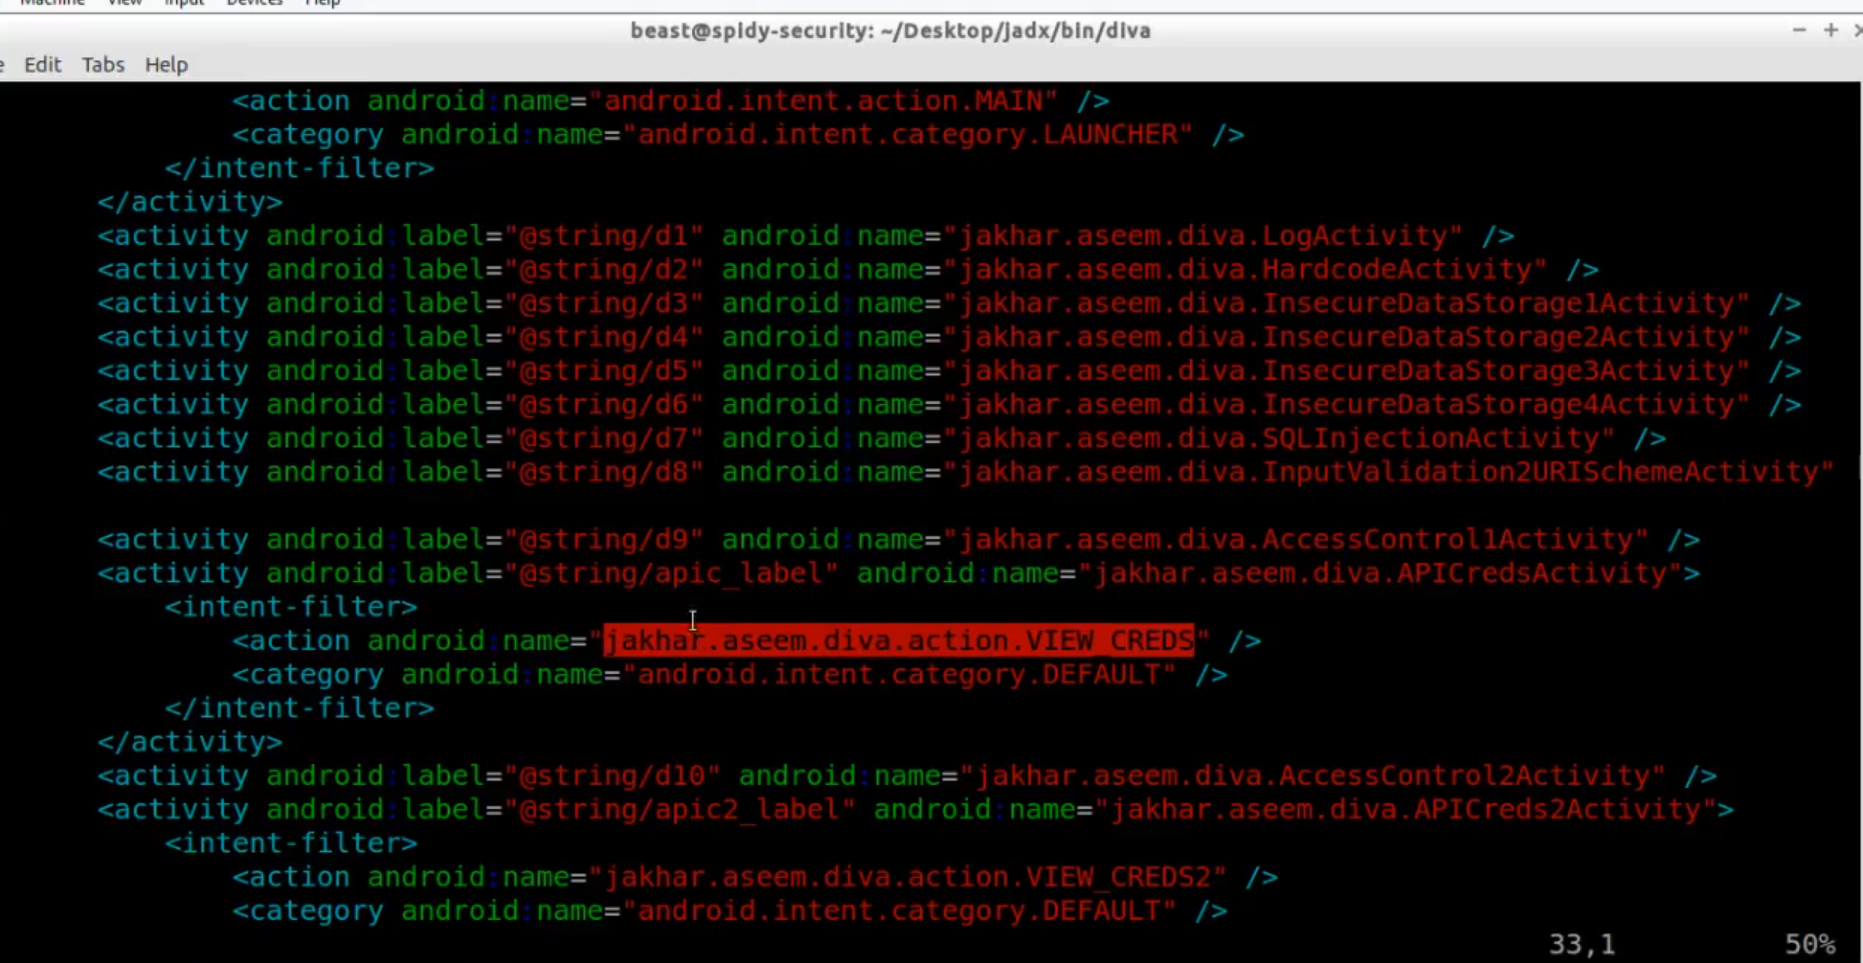 Machine View Input Devices Help
beast@spidy-security: ~/Desktop/jadx/bin/diva
Edit Tabs Help
<action android:name="android.intent.action.MAIN" />
<category android:name="android.intent.category.LAUNCHER" />
</intent-filter>
</activity>
<activity android:label="@string/d1" android:name="jakhar.aseem.diva.LogActivity" />
<activity android:label="@string/d2" android:name="jakhar.aseem.diva.HardcodeActivity" />
<activity android:label="@string/d3" android:name="jakhar.aseem.diva.InsecureDataStorage1Activity" />
<activity android:label="@string/d4" android:name="jakhar.aseem.diva.InsecureDataStorage2Activity" />
<activity android:label="@string/d5" android:name="jakhar.aseem.diva.InsecureDataStorage3Activity" />
<activity android:label="@string/d6" android:name="jakhar.aseem.diva.InsecureDataStorage4Activity" />
<activity android:label="@string/d7" android:name="jakhar.aseem.diva.SQLInjectionActivity" />
<activity android:label="@string/d8" android:name="jakhar.aseem.diva.InputValidation2URISchemeActivity"
<activity android:label="@string/d9" android:name="jakhar.aseem.diva.AccessControl1Activity" />
<activity android:label="@string/apic_label" android:name="jakhar.aseem.diva.APICredsActivity">
<intent-filter>
<action android:name="jakhar.aseem.diva.action.VIEW_CREDS" />
<category android:name="android.intent.category.DEFAULT" />
</intent-filter>
</activity>
<activity android:label="@string/d10" android:name="jakhar.aseem.diva.AccessControl2Activity" />
<activity android:label="@string/apic2_label" android:name="jakhar.aseem.diva.APICreds2Activity">
<intent-filter>
<action android:name="jakhar.aseem.diva.action.VIEW_CREDS2" />
<category android:name="android.intent.category.DEFAULT" />
33,1 50%